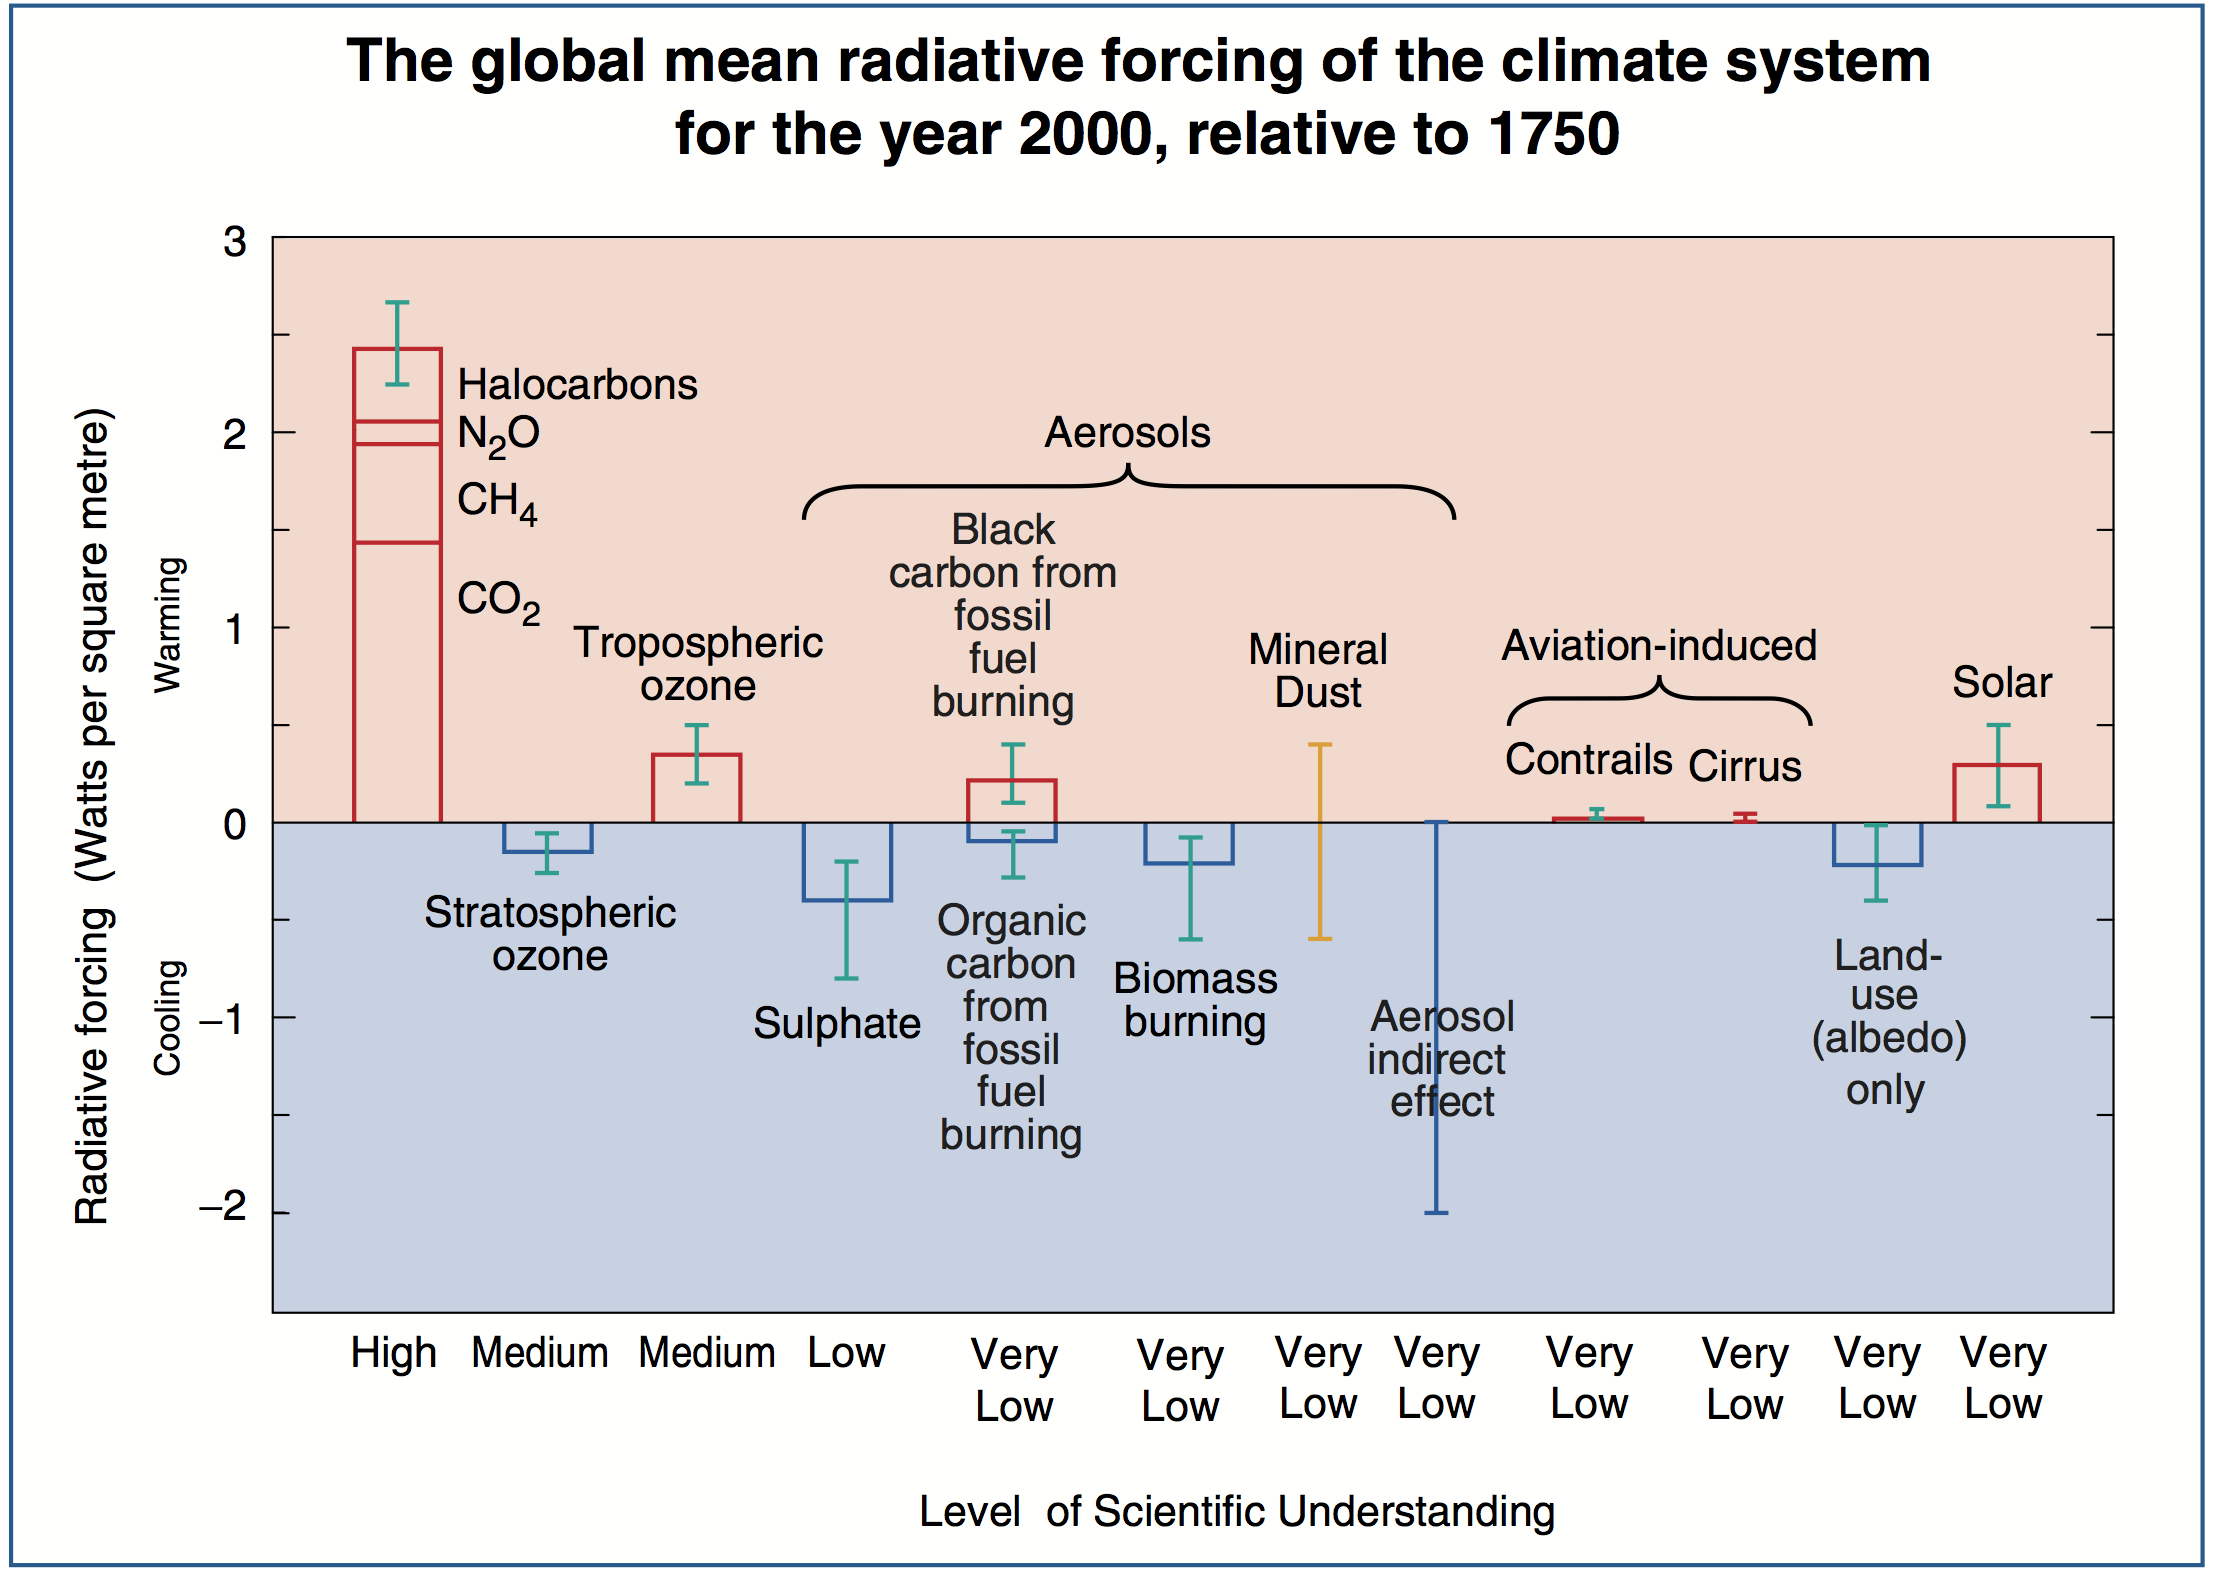 The global mean radiative forcing of the climate system
for the year 2000, relative to 1750
Radiative forcing (Watts per square metre)
Warming
Cooling
3
2
1
0
–1
–2
Halocarbons
N₂O
CH₄
CO₂
Tropospheric
ozone
Stratospheric
ozone
Sulphate
Aerosols
Black
carbon from
fossil
fuel
burning
Organic
carbon
from
fossil
fuel
burning
Biomass
burning
Mineral
Dust
Aerosol
indirect
effect
Aviation-induced
Contrails
Cirrus
Land-
use
(albedo)
only
Solar
High
Medium
Medium
Low
Very
Low
Very
Low
Very
Low
Very
Low
Very
Low
Very
Low
Very
Low
Very
Low
Level of Scientific Understanding